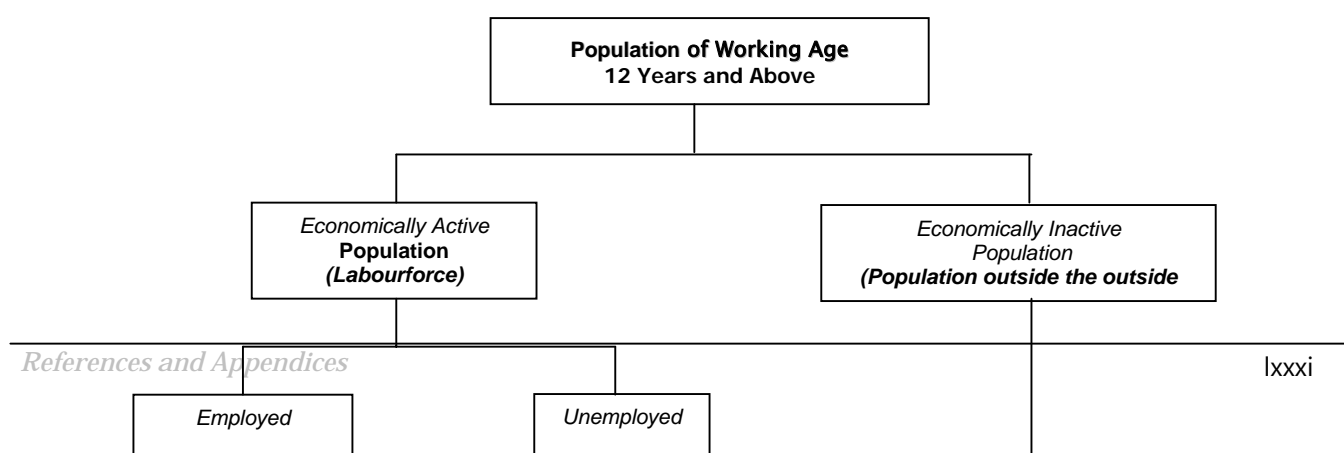 Population of Working Age
12 Years and Above
Economically Active
Population
(Labourforce)
Economically Inactive
Population
(Population outside the outside
References and Appendices
lxxxi
Employed
Unemployed